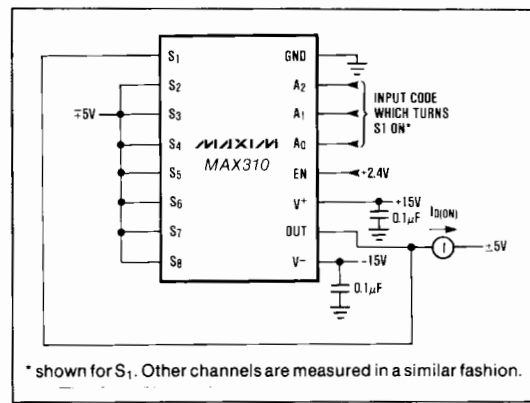 S1 GND
S2 A2
∓5V S3 A1 INPUT CODE
WHICH TURNS
S1 ON*
S4 MAXIM A0
MAX310
S5 EN +2.4V
S6 V+ +15V
0.1µF
ID(ON)
S7 OUT
I ±5V
S8 V− −15V
0.1µF
* shown for S1. Other channels are measured in a similar fashion.